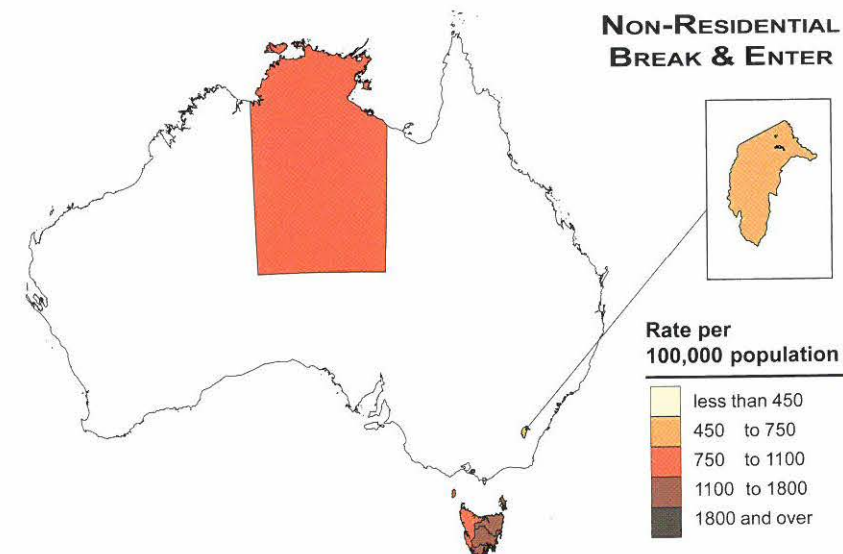 NON-RESIDENTIAL
BREAK & ENTER
Rate per
100,000 population
less than 450
450 to 750
750 to 1100
1100 to 1800
1800 and over